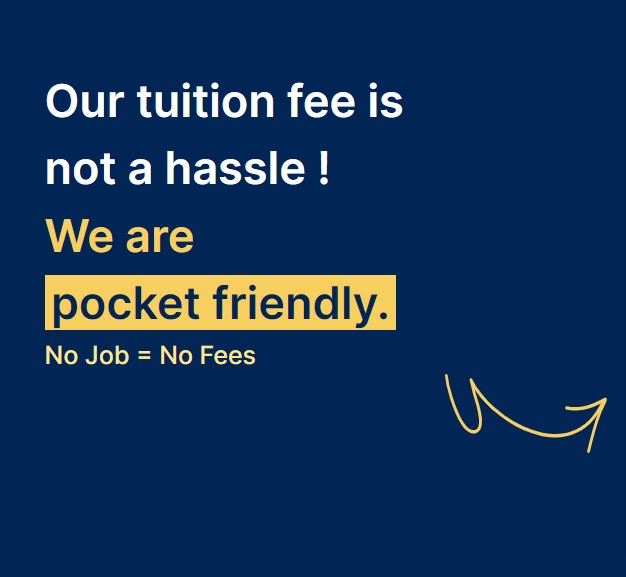 Our tuition fee is
not a hassle !
We are
pocket friendly.
No Job = No Fees